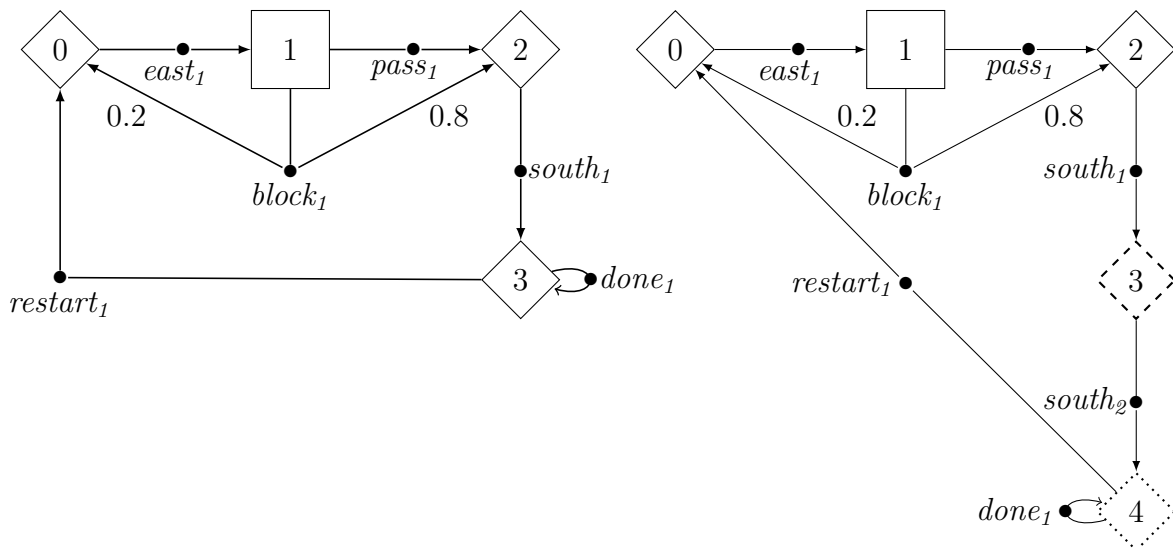 0 1 2 0 1 2
east₁ pass₁ east₁ pass₁
0.2 0.8 0.2 0.8
south₁ south₁
block₁ block₁
3 done₁ 3
restart₁ restart₁
south₂
done₁ 4